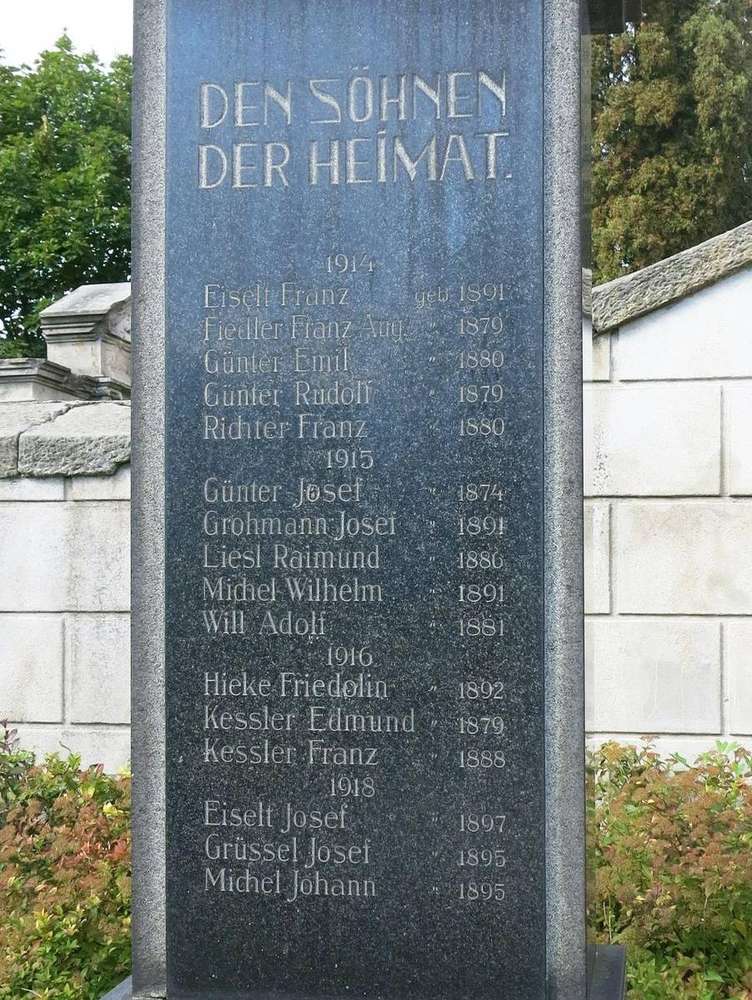 DEN SÖHNEN
DER HEIMAT.
1914
Eiselt Franz geb. 1891
Fiedler Franz Aug. " 1879
Günter Emil " 1880
Günter Rudolf " 1879
Richter Franz " 1880
1915
Günter Josef " 1874
Grohmann Josef " 1891
Liesl Raimund " 1886
Michel Wilhelm " 1891
Will Adolf " 1881
1916
Hieke Friedolin " 1892
Kessler Edmund " 1879
Kessler Franz " 1888
1918
Eiselt Josef " 1897
Grüssel Josef " 1895
Michel Johann " 1895